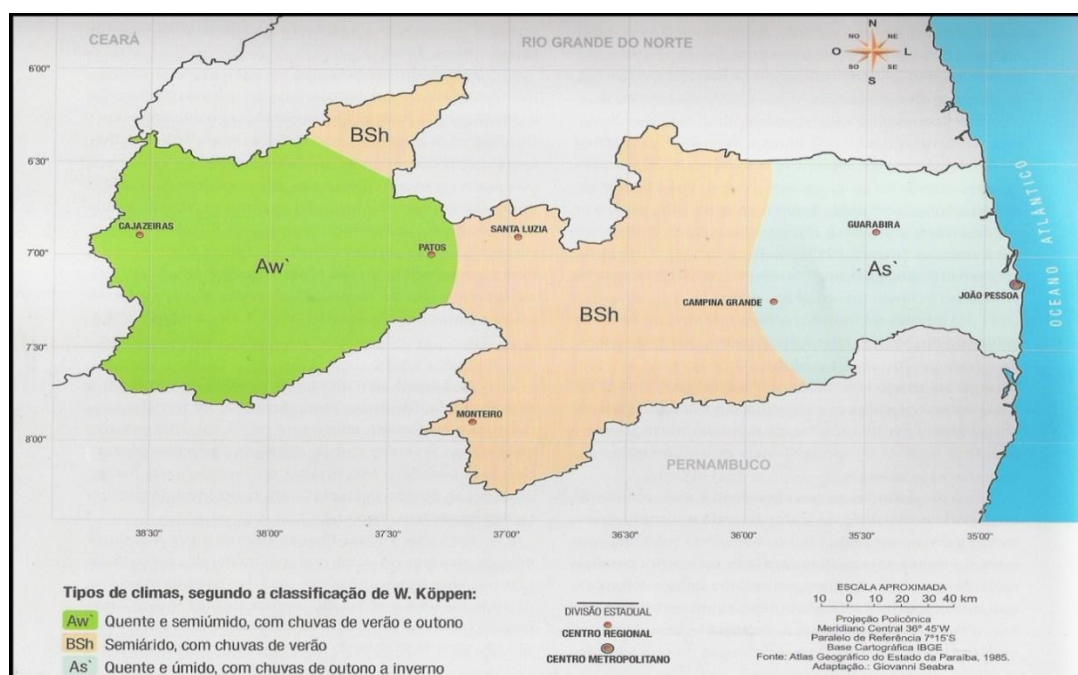 CEARÁ
RIO GRANDE DO NORTE
N
NO NE
O L
SO SE
S
6'00"
BSh
6'30"
OCEANO ATLÂNTICO
CAJAZEIRAS
SANTA LUZIA
GUARABIRA
PATOS
7'00"
Aw`
As`
CAMPINA GRANDE
JOÃO PESSOA
BSh
7'30"
MONTEIRO
8'00"
PERNAMBUCO
38'30" 38'00" 37'30" 37'00" 36'30" 36'00" 35'30" 35'00"
Tipos de climas, segundo a classificação de W. Köppen:
Aw` Quente e semiúmido, com chuvas de verão e outono
BSh Semiárido, com chuvas de verão
As` Quente e úmido, com chuvas de outono a inverno
DIVISÃO ESTADUAL
CENTRO REGIONAL
CENTRO METROPOLITANO
ESCALA APROXIMADA
10 0 10 20 30 40 km
Projeção Policônica
Meridiano Central 36º 45'W
Paralelo de Referência 7º15'S
Base Cartográfica IBGE
Fonte: Atlas Geográfico do Estado da Paraíba, 1985.
Adaptação.: Giovanni Seabra